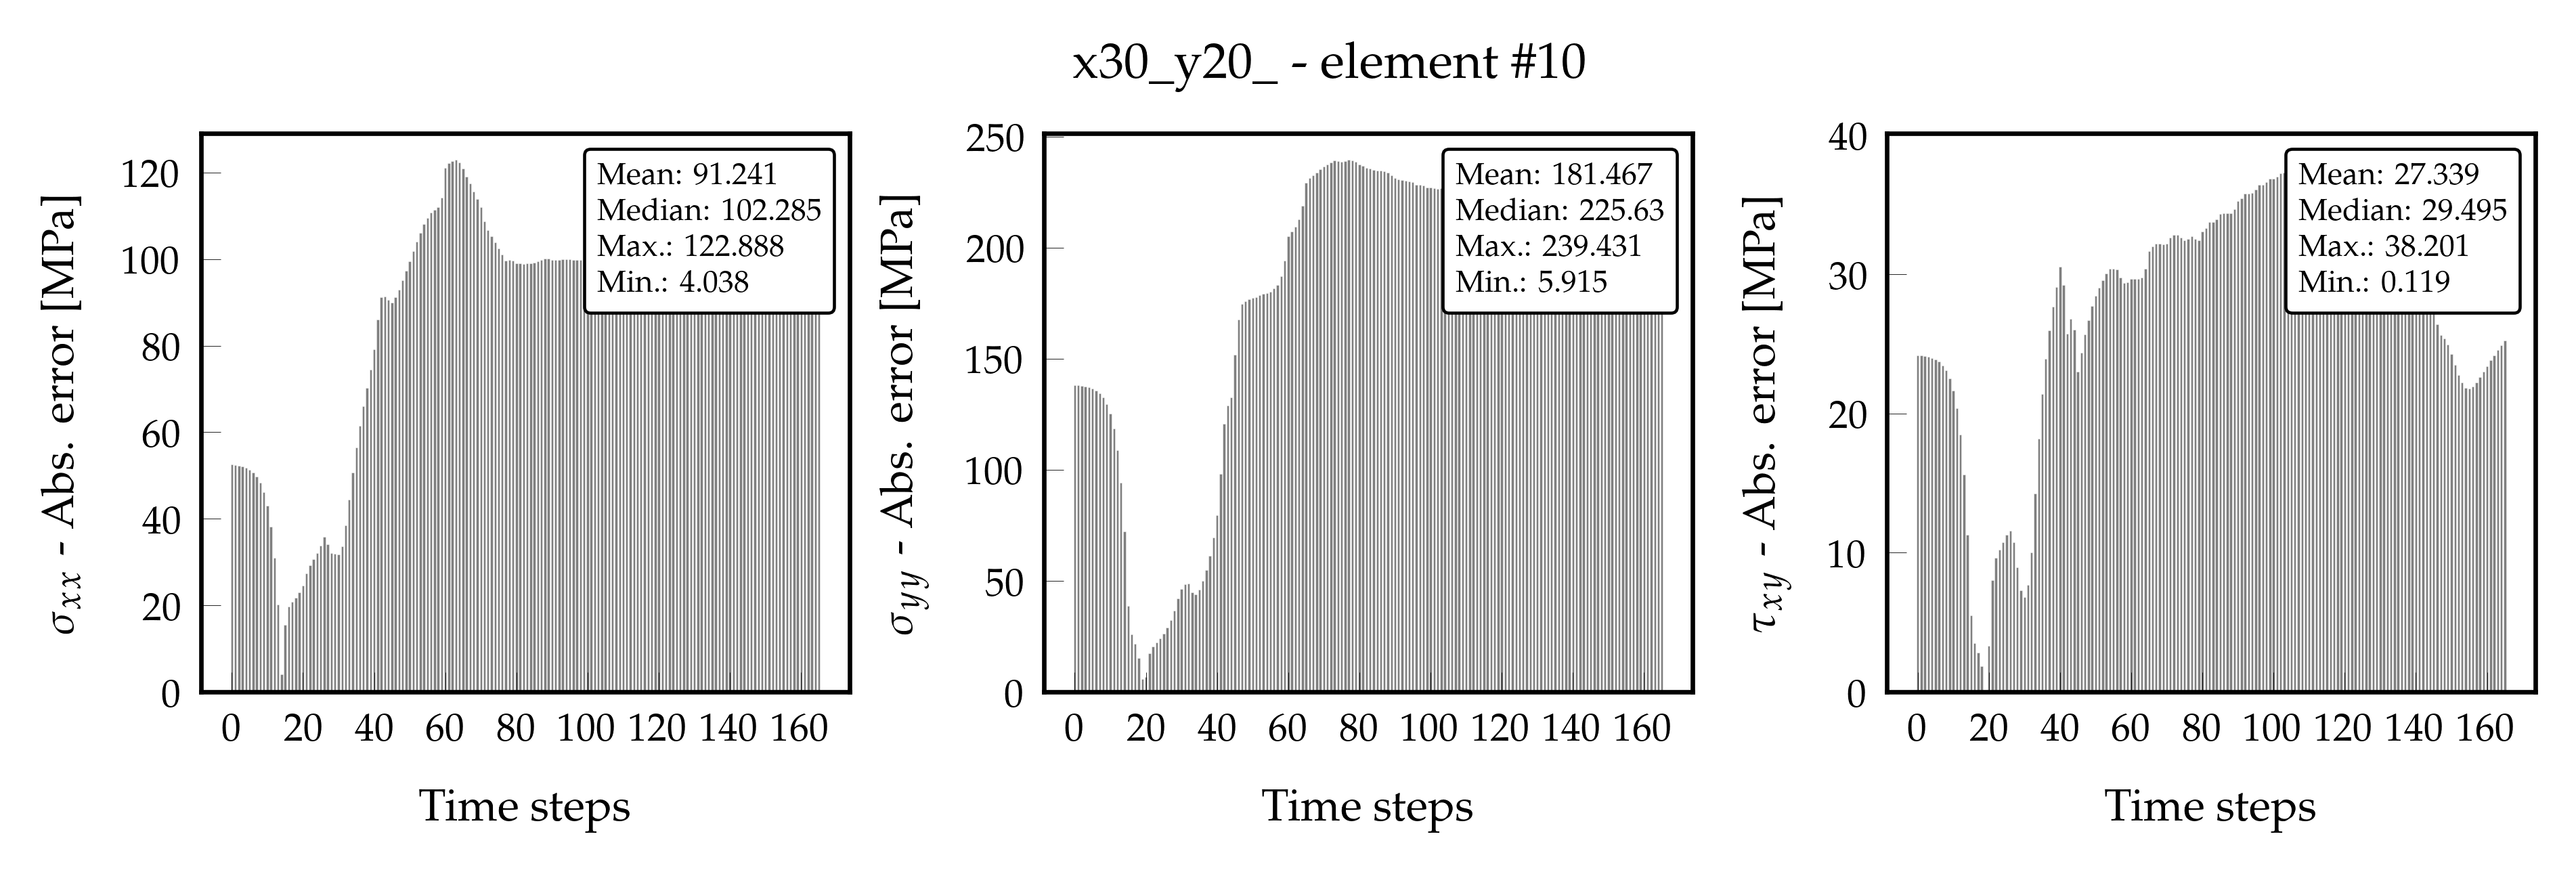 x30_y20_ - element #10
σxx - Abs. error [MPa]
120
100
80
60
40
20
0
Mean: 91.241
Median: 102.285
Max.: 122.888
Min.: 4.038
0 20 40 60 80 100 120 140 160
Time steps
σyy - Abs. error [MPa]
250
200
150
100
50
0
Mean: 181.467
Median: 225.63
Max.: 239.431
Min.: 5.915
0 20 40 60 80 100 120 140 160
Time steps
τxy - Abs. error [MPa]
40
30
20
10
0
Mean: 27.339
Median: 29.495
Max.: 38.201
Min.: 0.119
0 20 40 60 80 100 120 140 160
Time steps